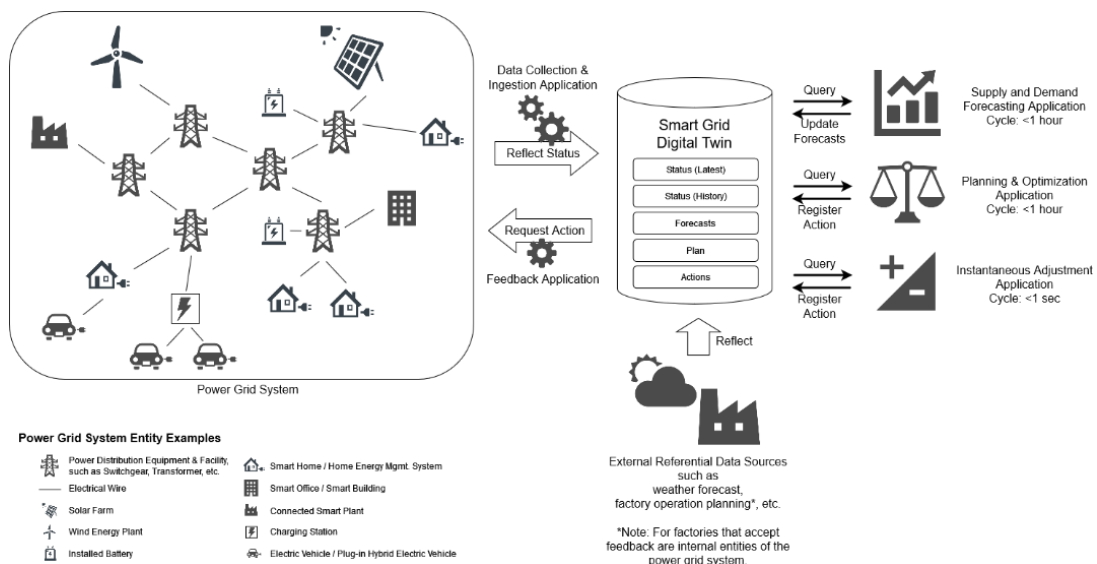 Data Collection &
Ingestion Application
Reflect Status
Request Action
Feedback Application
Power Grid System
Smart Grid
Digital Twin
Status (Latest)
Status (History)
Forecasts
Plan
Actions
Query
Update
Forecasts
Supply and Demand
Forecasting Application
Cycle: <1 hour
Query
Register
Action
Planning & Optimization
Application
Cycle: <1 hour
Query
Register
Action
Instantaneous Adjustment
Application
Cycle: <1 sec
Reflect
External Referential Data Sources
such as
weather forecast,
factory operation planning*, etc.
*Note: For factories that accept
feedback are internal entities of the
power grid system.
Power Grid System Entity Examples
Power Distribution Equipment & Facility,
such as Switchgear, Transformer, etc.
Electrical Wire
Solar Farm
Wind Energy Plant
Installed Battery
Smart Home / Home Energy Mgmt. System
Smart Office / Smart Building
Connected Smart Plant
Charging Station
Electric Vehicle / Plug-in Hybrid Electric Vehicle